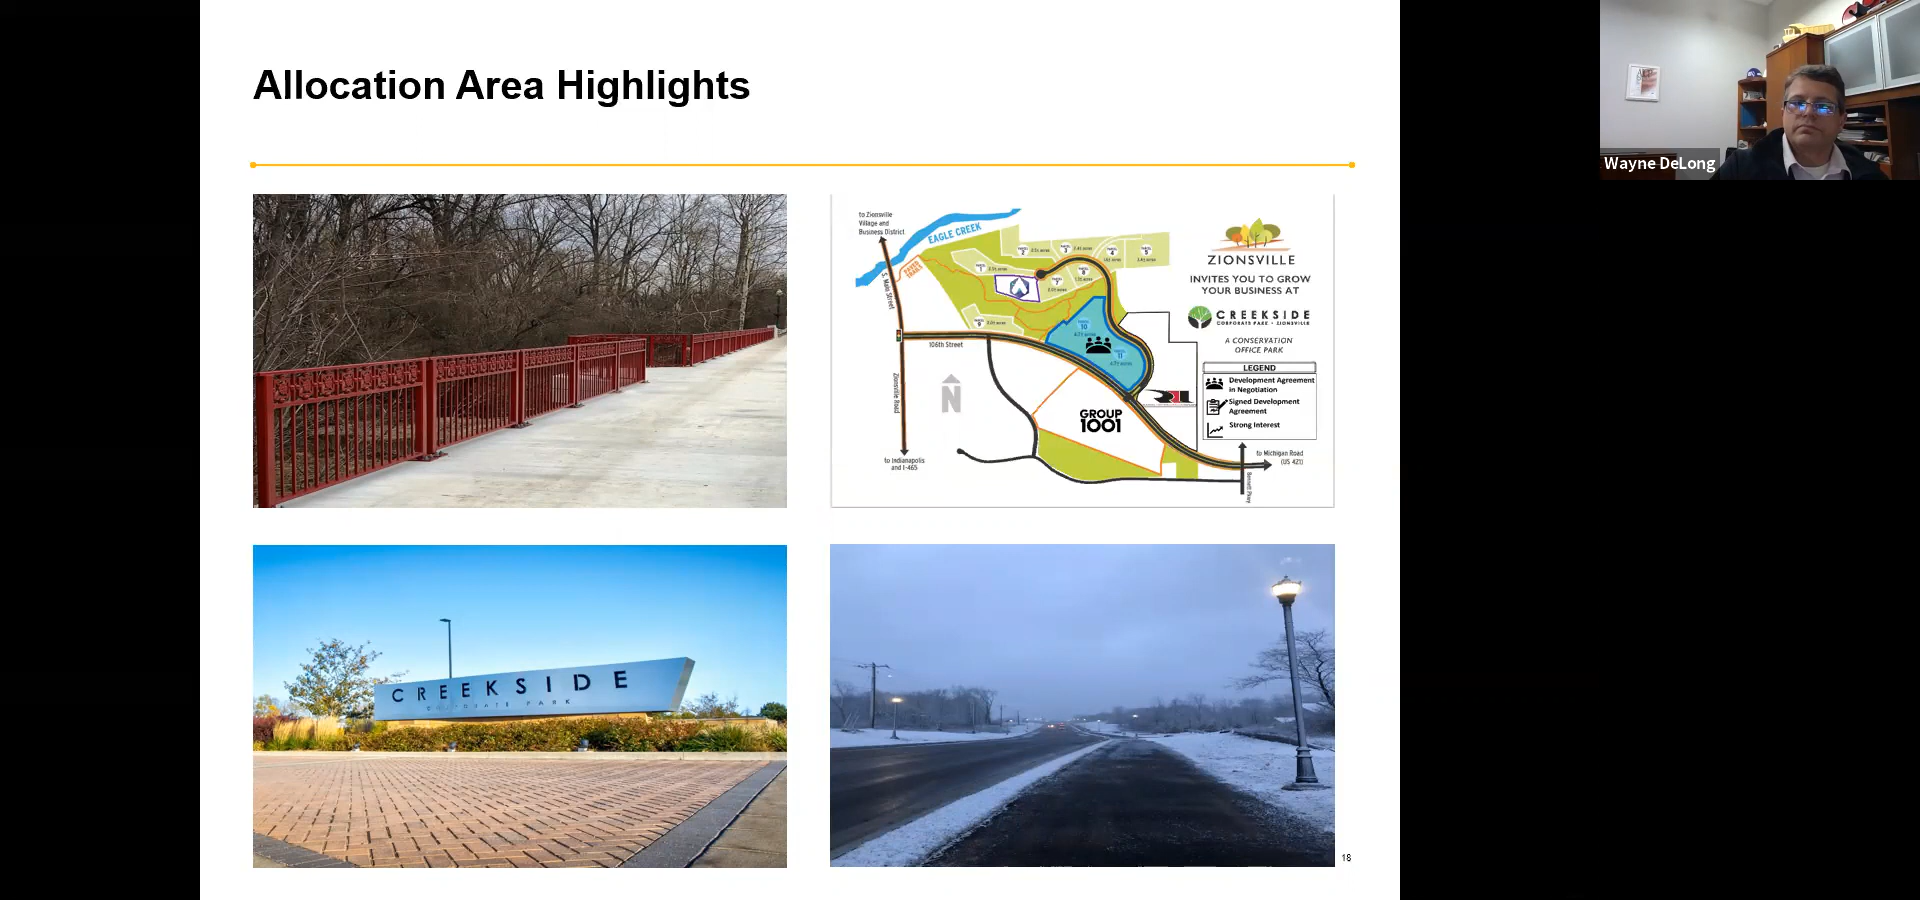 Allocation Area Highlights
Wayne DeLong
to Zionsville
Village and
Business District
EAGLE CREEK
S. Main Street
106th Street
Zionsville Road
to Indianapolis
and I-465
N
GROUP
1001
to Michigan Road
(US 421)
Bennett Pkwy
ZIONSVILLE
INVITES YOU TO GROW
YOUR BUSINESS AT
CREEKSIDE
CORPORATE PARK • ZIONSVILLE
A CONSERVATION
OFFICE PARK
LEGEND
Development Agreement
in Negotiation
Signed Development
Agreement
Strong Interest
CREEKSIDE
CORPORATE PARK
18